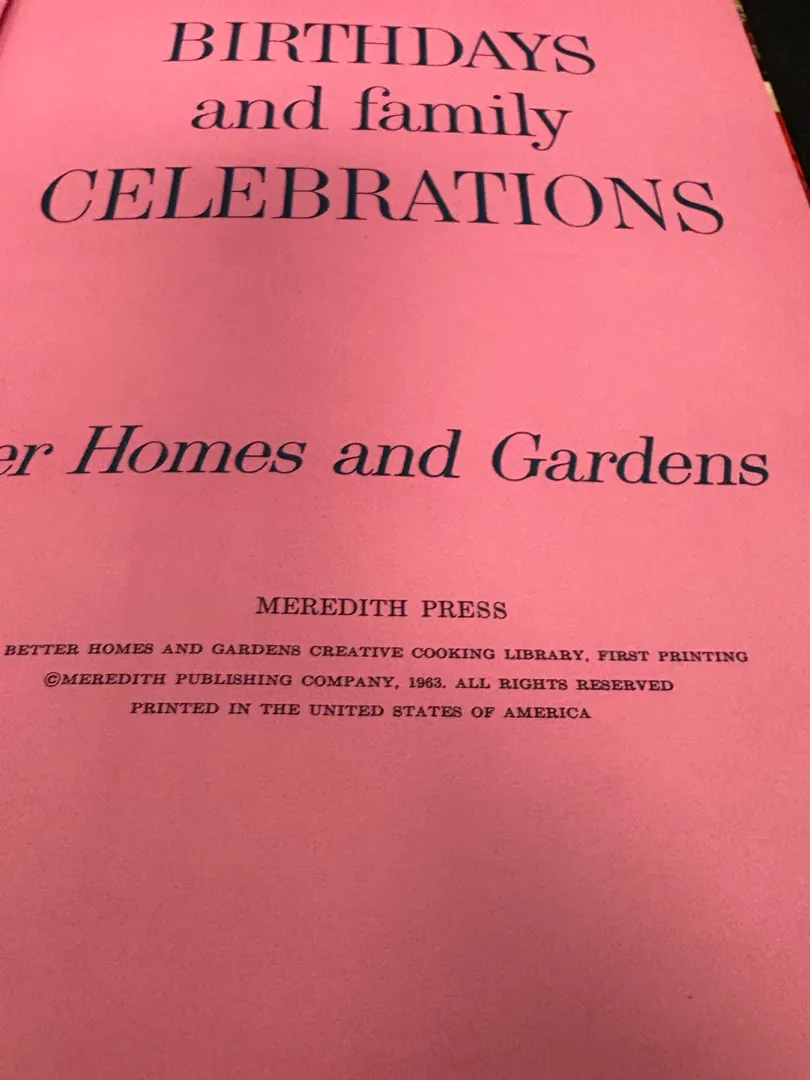 BIRTHDAYS
and family
CELEBRATIONS
er Homes and Gardens
MEREDITH PRESS
BETTER HOMES AND GARDENS CREATIVE COOKING LIBRARY, FIRST PRINTING
©MEREDITH PUBLISHING COMPANY, 1963. ALL RIGHTS RESERVED
PRINTED IN THE UNITED STATES OF AMERICA